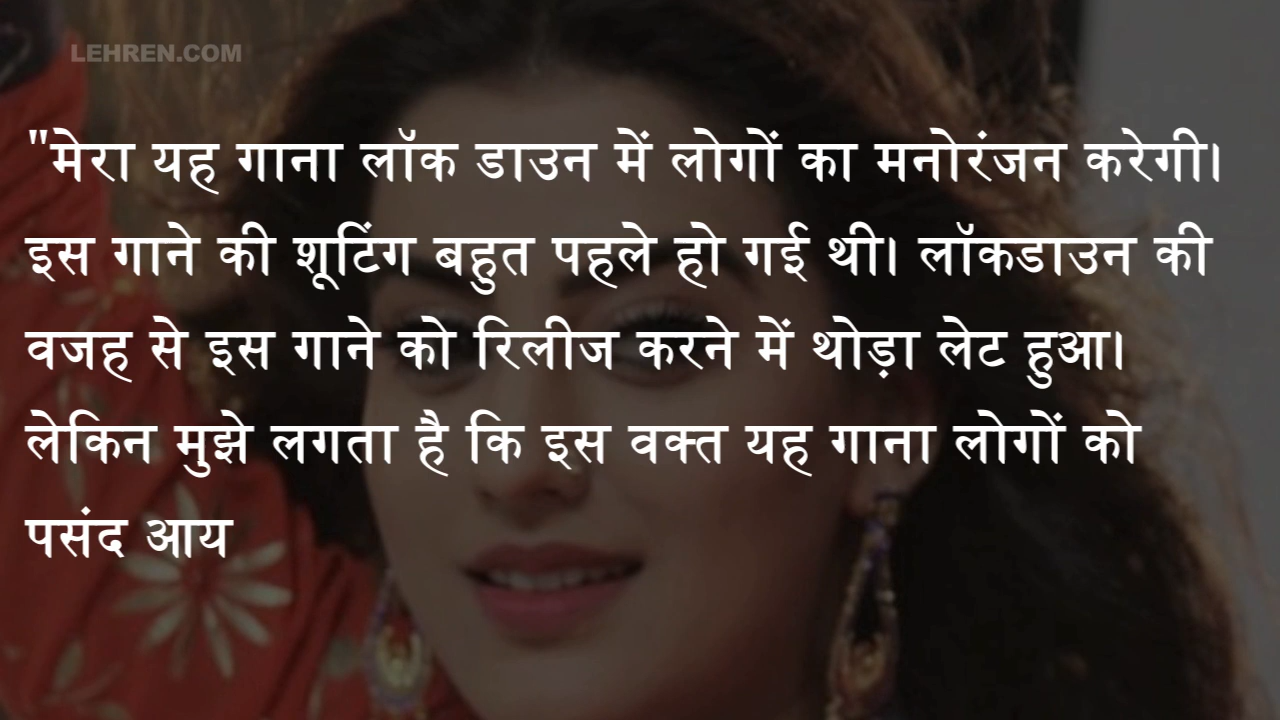 LEHREN.COM
"मेरा यह गाना लॉक डाउन में लोगों का मनोरंजन करेगी।
इस गाने की शूटिंग बहुत पहले हो गई थी। लॉकडाउन की
वजह से इस गाने को रिलीज करने में थोड़ा लेट हुआ।
लेकिन मुझे लगता है कि इस वक्त यह गाना लोगों को
पसंद आय